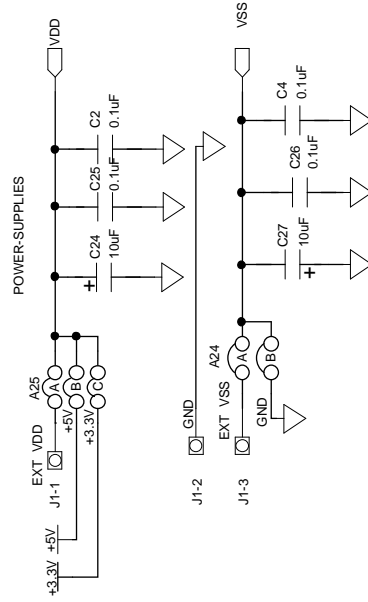 POWER-SUPPLIES
VDD
A25
EXT VDD
A
+5V
B
+3.3V
C
J1-1
+5V
+3.3V
C24
10uF
C25
0.1uF
C2
0.1uF
J1-2
GND
VSS
A24
EXT VSS
A
GND
B
J1-3
C27
10uF
C26
0.1uF
C4
0.1uF